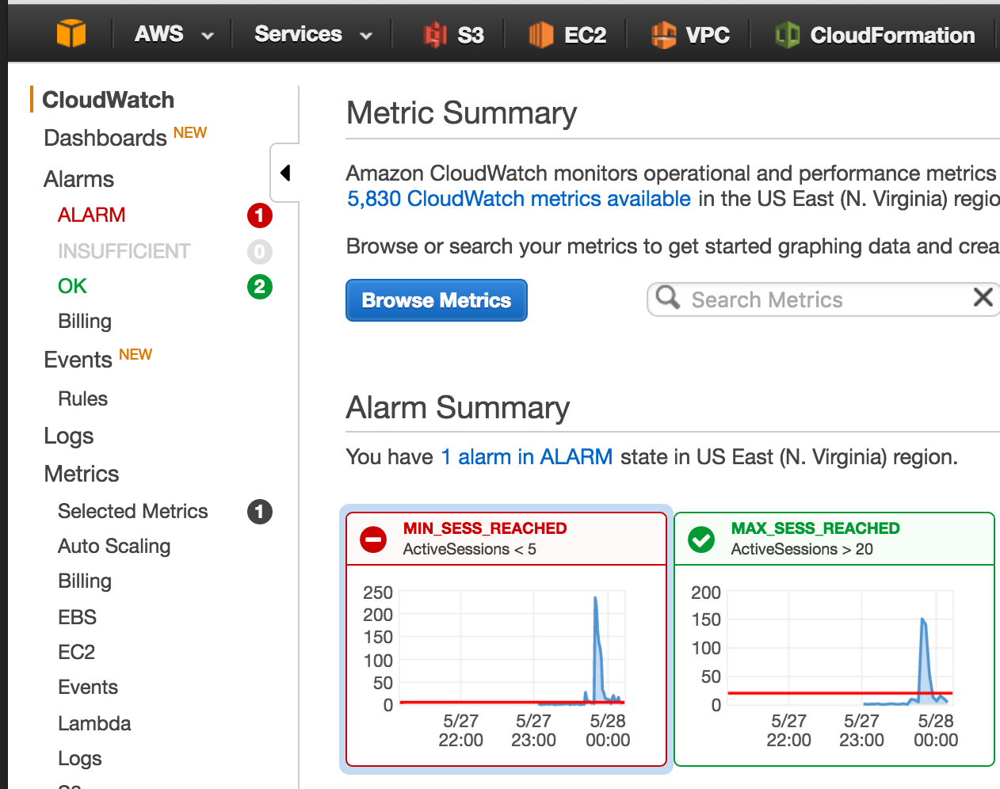 AWS Services S3 EC2 VPC CloudFormation
CloudWatch
Dashboards NEW
Alarms
ALARM 1
INSUFFICIENT 0
OK 2
Billing
Events NEW
Rules
Logs
Metrics
Selected Metrics 1
Auto Scaling
Billing
EBS
EC2
Events
Lambda
Logs
Metric Summary
Amazon CloudWatch monitors operational and performance metrics
5,830 CloudWatch metrics available in the US East (N. Virginia) regio
Browse or search your metrics to get started graphing data and crea
Browse Metrics
Search Metrics
Alarm Summary
You have 1 alarm in ALARM state in US East (N. Virginia) region.
MIN_SESS_REACHED
ActiveSessions < 5
250
200
150
100
50
0
5/27 5/27 5/28
22:00 23:00 00:00
MAX_SESS_REACHED
ActiveSessions > 20
200
150
100
50
0
5/27 5/27 5/28
22:00 23:00 00:00